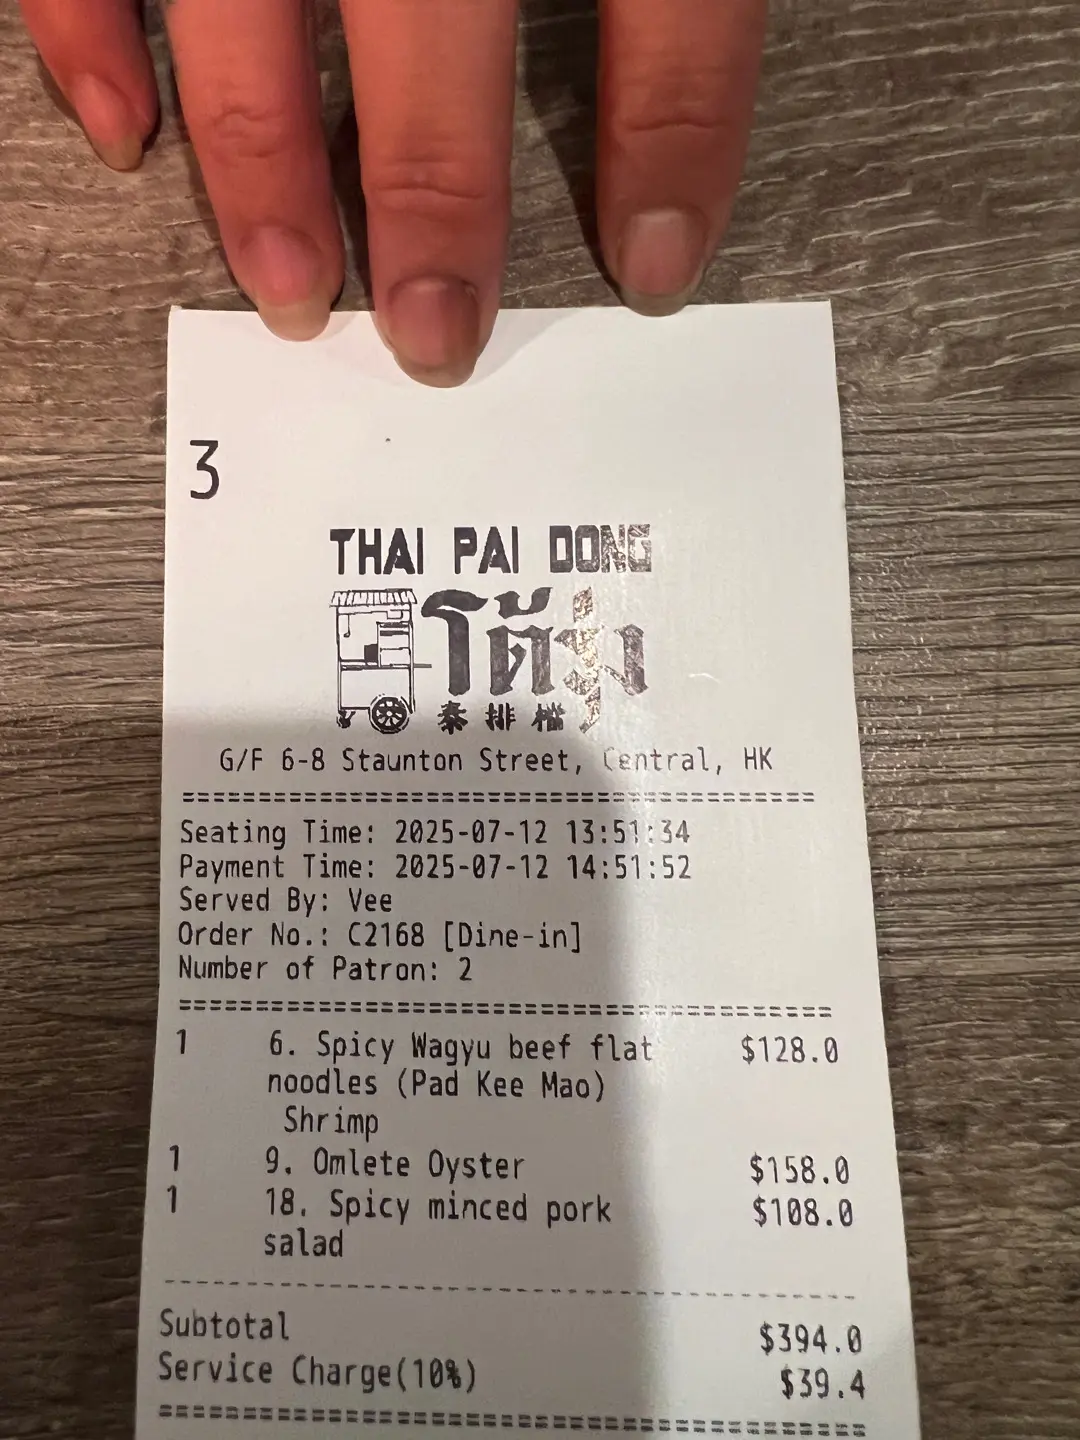 3
THAI PAI DONG
โต้รุ่ง
泰排檔
G/F 6-8 Staunton Street, Central, HK
=========================================
Seating Time: 2025-07-12 13:51:34
Payment Time: 2025-07-12 14:51:52
Served By: Vee
Order No.: C2168 [Dine-in]
Number of Patron: 2
=========================================
1 6. Spicy Wagyu beef flat $128.0
noodles (Pad Kee Mao)
Shrimp
1 9. Omlete Oyster $158.0
1 18. Spicy minced pork $108.0
salad
-----------------------------------------
Subtotal $394.0
Service Charge(10%) $39.4
=========================================